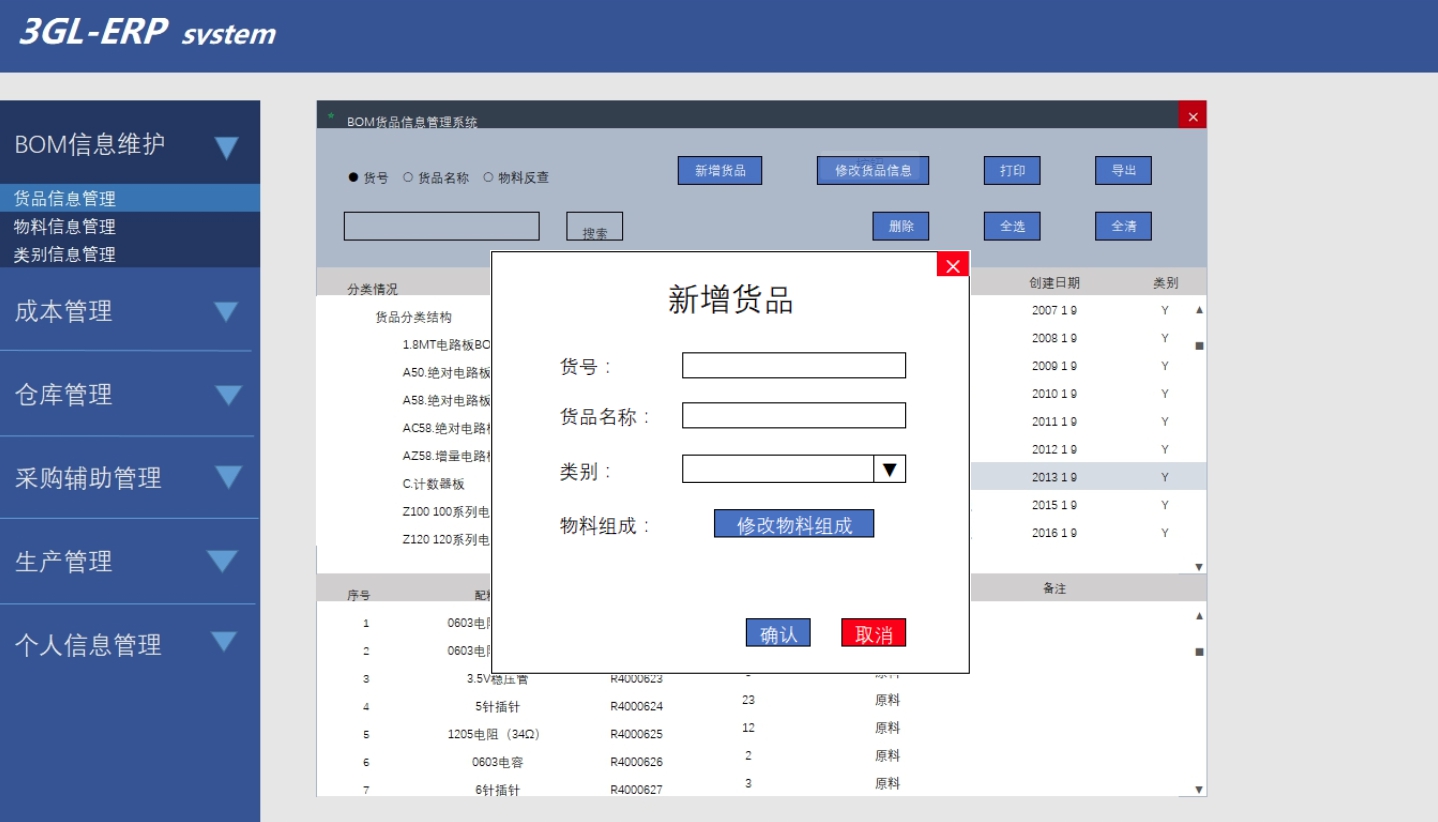 3GL-ERP system
BOM信息维护
货品信息管理
物料信息管理
类别信息管理
成本管理
仓库管理
采购辅助管理
生产管理
个人信息管理
* BOM货品信息管理系统 ×
货号 货品名称 物料反查
新增货品 修改货品信息 打印 导出
搜索 删除 全选 全清
分类情况 创建日期 类别
货品分类结构
1.8MT电路板BO
A50.绝对电路板
A58.绝对电路板
AC58.绝对电路
AZ58.增量电路
C.计数器板
Z100 100系列电
Z120 120系列电
2007 1 9 Y
2008 1 9 Y
2009 1 9 Y
2010 1 9 Y
2011 1 9 Y
2012 1 9 Y
2013 1 9 Y
2015 1 9 Y
2016 1 9 Y
×
新增货品
货号：
货品名称：
类别：
物料组成： 修改物料组成
确认 取消
序号 配 备注
1 0603电
2 0603电
3 3.5V稳压管 R4000623 原料
4 5针插针 R4000624 23 原料
5 1205电阻（34Ω） R4000625 12 原料
6 0603电容 R4000626 2 原料
7 6针插针 R4000627 3 原料